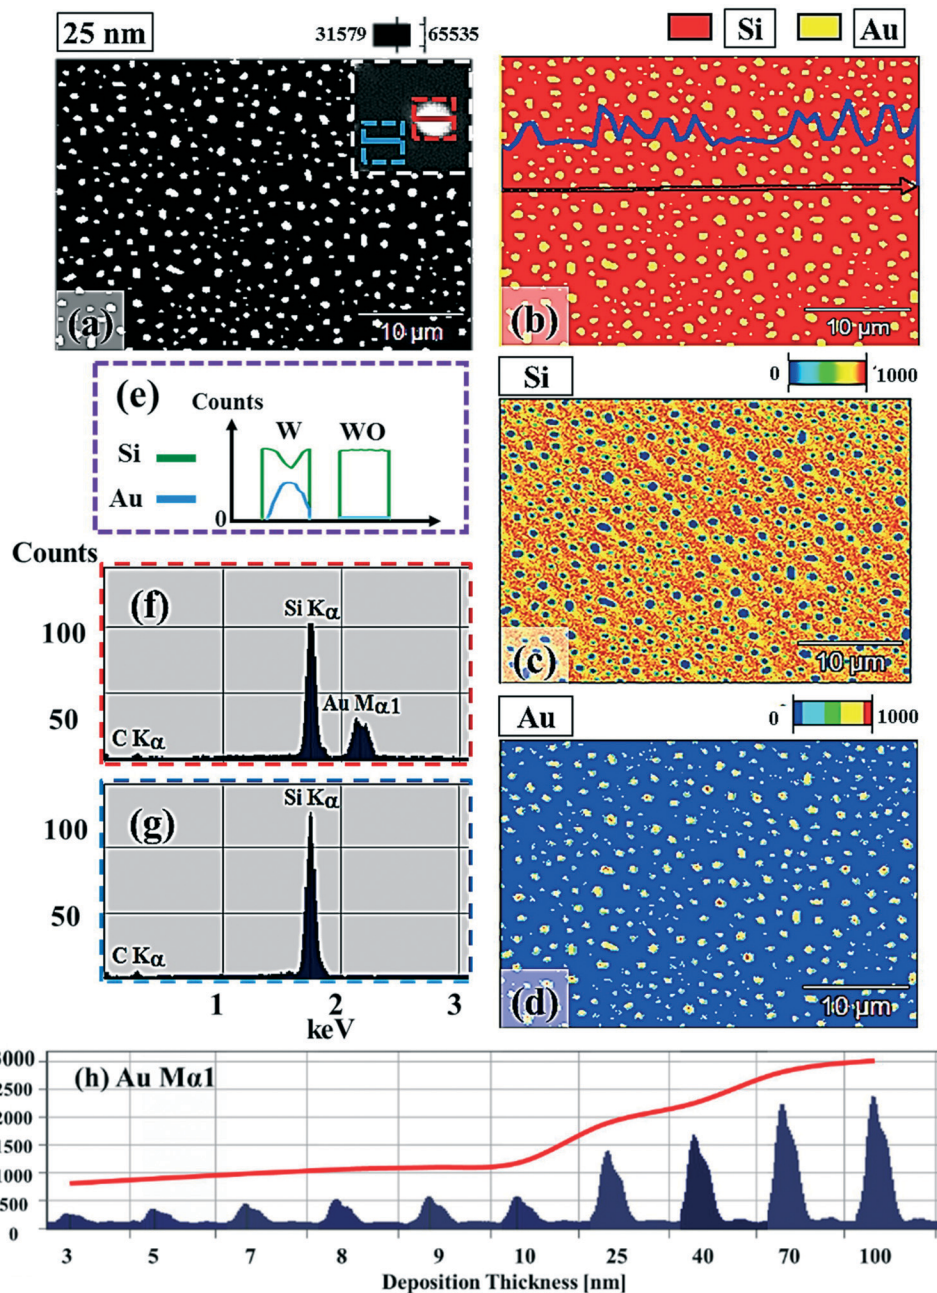 25 nm
31579
65535
Si
Au
(a)
10 µm
(b)
10 µm
(e)
Counts
Si
Au
W
WO
0
Si
0
1000
(c)
10 µm
Counts
(f)
100
50
Si Kα
Au Mα1
C Kα
Au
0
1000
(d)
10 µm
(g)
100
50
Si Kα
C Kα
1
2
3
keV
(h) Au Mα1
3000
2500
2000
1500
1000
500
0
3
5
7
8
9
10
25
40
70
100
Deposition Thickness [nm]